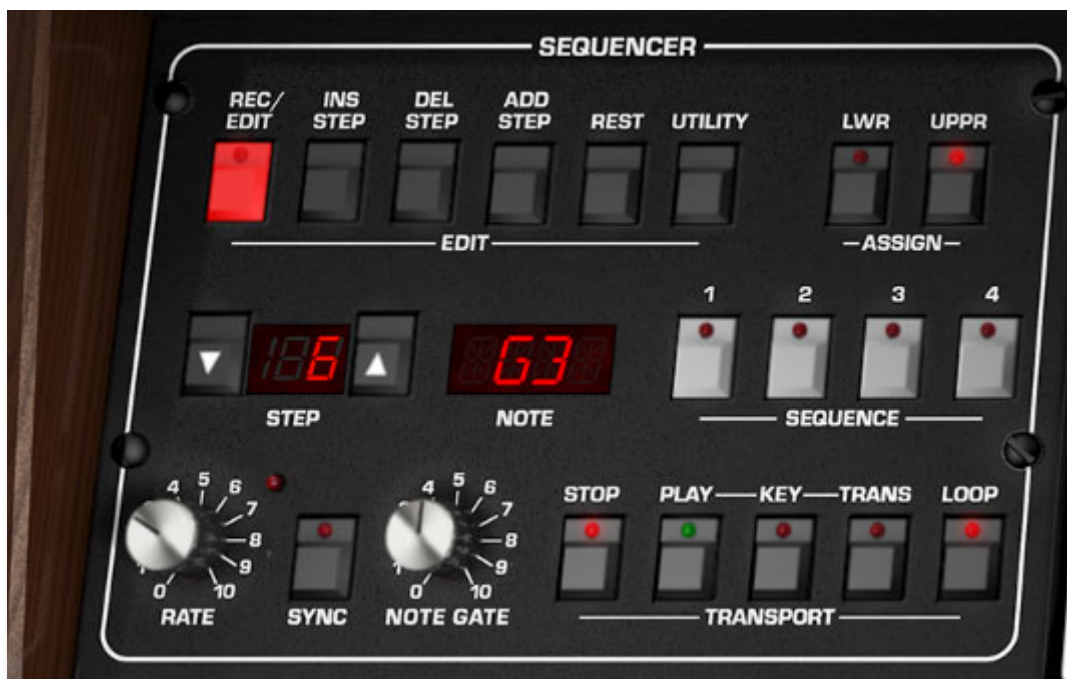 SEQUENCER
REC/ EDIT
INS STEP
DEL STEP
ADD STEP
REST
UTILITY
LWR
UPPR
EDIT
ASSIGN
1 2 3 4
6
G3
STEP
NOTE
SEQUENCE
4 5 6 7 8 9 10 0 1
4 5 6 7 8 9 10 0 1
STOP
PLAY
KEY
TRANS
LOOP
RATE
SYNC
NOTE GATE
TRANSPORT